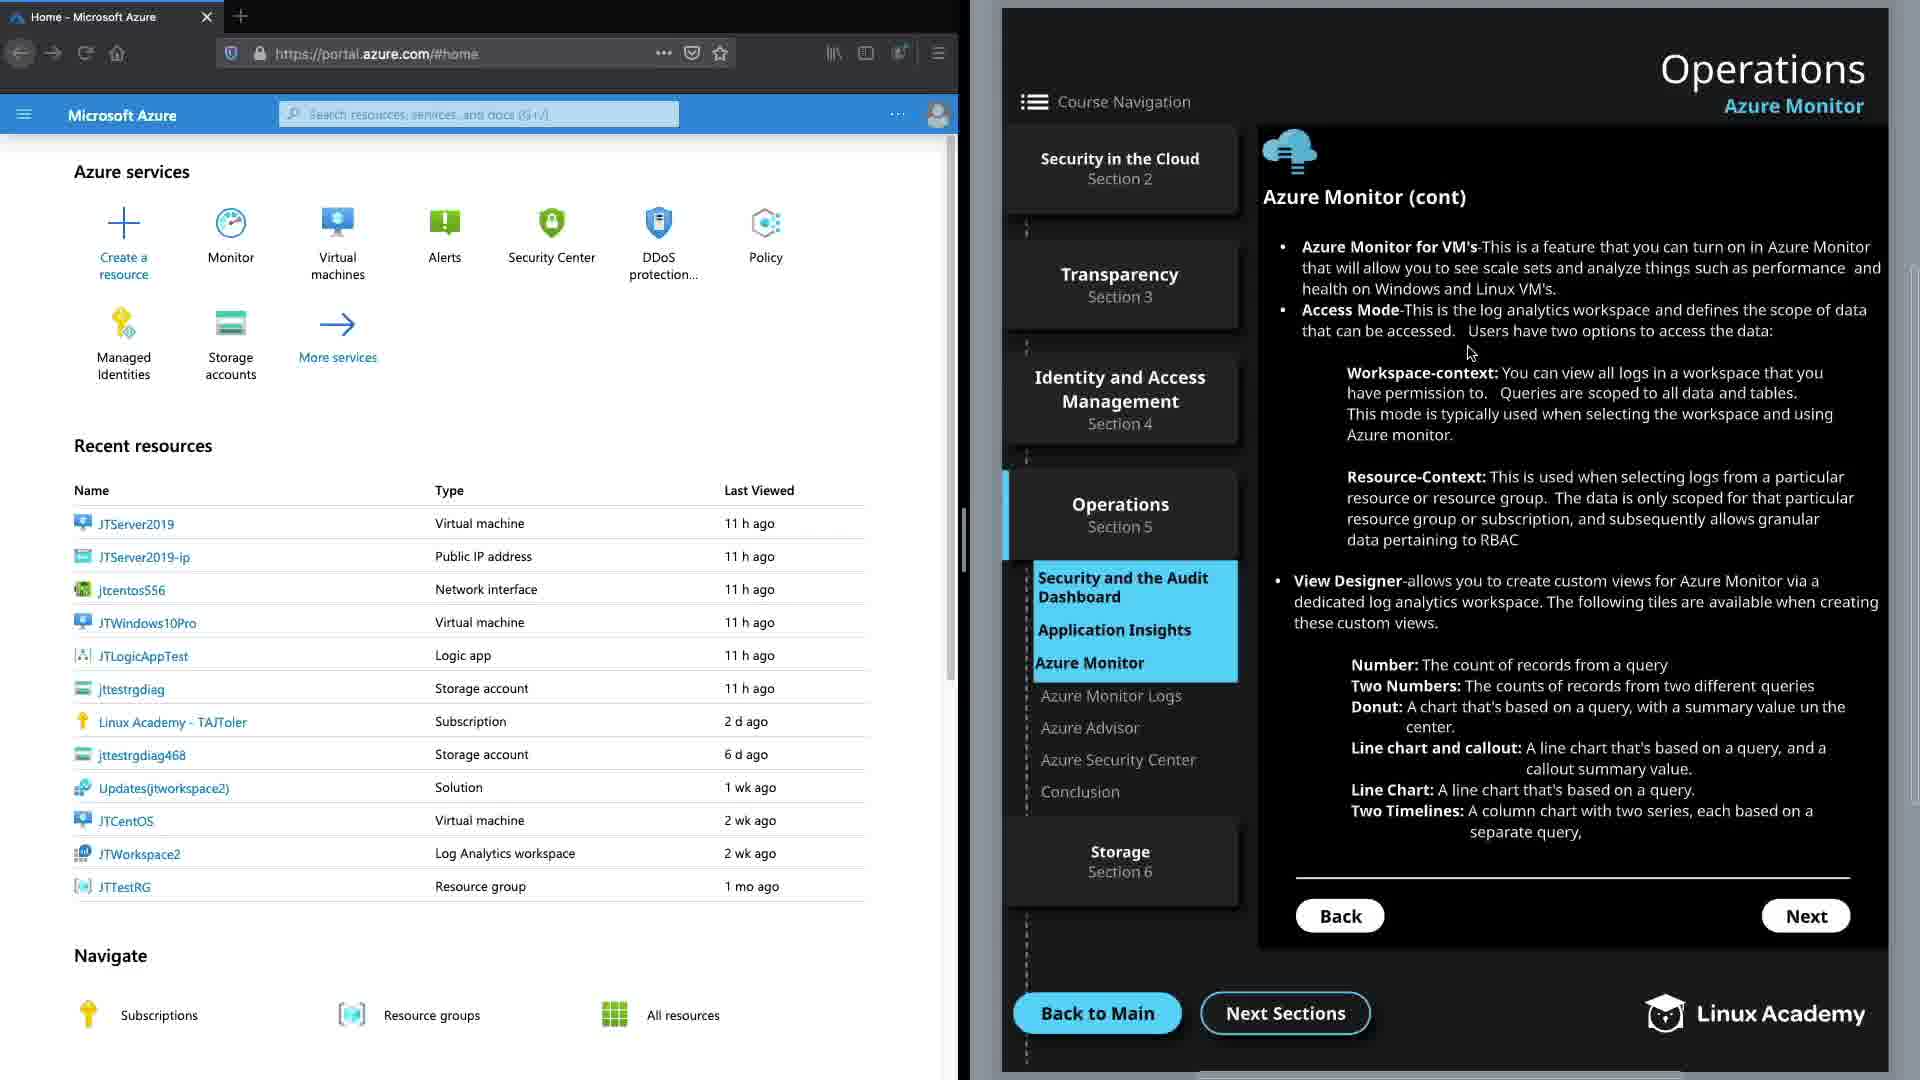 Home - Microsoft Azure
https://portal.azure.com/#home
Microsoft Azure
Search resources, services, and docs (G+/)
Azure services
Create a resource
Monitor
Virtual machines
Alerts
Security Center
DDoS protection...
Policy
Managed Identities
Storage accounts
More services
Recent resources
Name Type Last Viewed
JTServer2019 Virtual machine 11 h ago
JTServer2019-ip Public IP address 11 h ago
jtcentos556 Network interface 11 h ago
JTWindows10Pro Virtual machine 11 h ago
JTLogicAppTest Logic app 11 h ago
jttestrgdiag Storage account 11 h ago
Linux Academy - TAJToler Subscription 2 d ago
jttestrgdiag468 Storage account 6 d ago
Updates(jtworkspace2) Solution 1 wk ago
JTCentOS Virtual machine 2 wk ago
JTWorkspace2 Log Analytics workspace 2 wk ago
JTTestRG Resource group 1 mo ago
Navigate
Subscriptions
Resource groups
All resources
Operations
Azure Monitor
Course Navigation
Security in the Cloud
Section 2
Transparency
Section 3
Identity and Access
Management
Section 4
Operations
Section 5
Security and the Audit
Dashboard
Application Insights
Azure Monitor
Azure Monitor Logs
Azure Advisor
Azure Security Center
Conclusion
Storage
Section 6
Azure Monitor (cont)
• Azure Monitor for VM's-This is a feature that you can turn on in Azure Monitor
that will allow you to see scale sets and analyze things such as performance and
health on Windows and Linux VM's.
• Access Mode-This is the log analytics workspace and defines the scope of data
that can be accessed. Users have two options to access the data:
Workspace-context: You can view all logs in a workspace that you
have permission to. Queries are scoped to all data and tables.
This mode is typically used when selecting the workspace and using
Azure monitor.
Resource-Context: This is used when selecting logs from a particular
resource or resource group. The data is only scoped for that particular
resource group or subscription, and subsequently allows granular
data pertaining to RBAC
• View Designer-allows you to create custom views for Azure Monitor via a
dedicated log analytics workspace. The following tiles are available when creating
these custom views.
Number: The count of records from a query
Two Numbers: The counts of records from two different queries
Donut: A chart that's based on a query, with a summary value un the
center.
Line chart and callout: A line chart that's based on a query, and a
callout summary value.
Line Chart: A line chart that's based on a query.
Two Timelines: A column chart with two series, each based on a
separate query,
Back
Next
Back to Main
Next Sections
Linux Academy